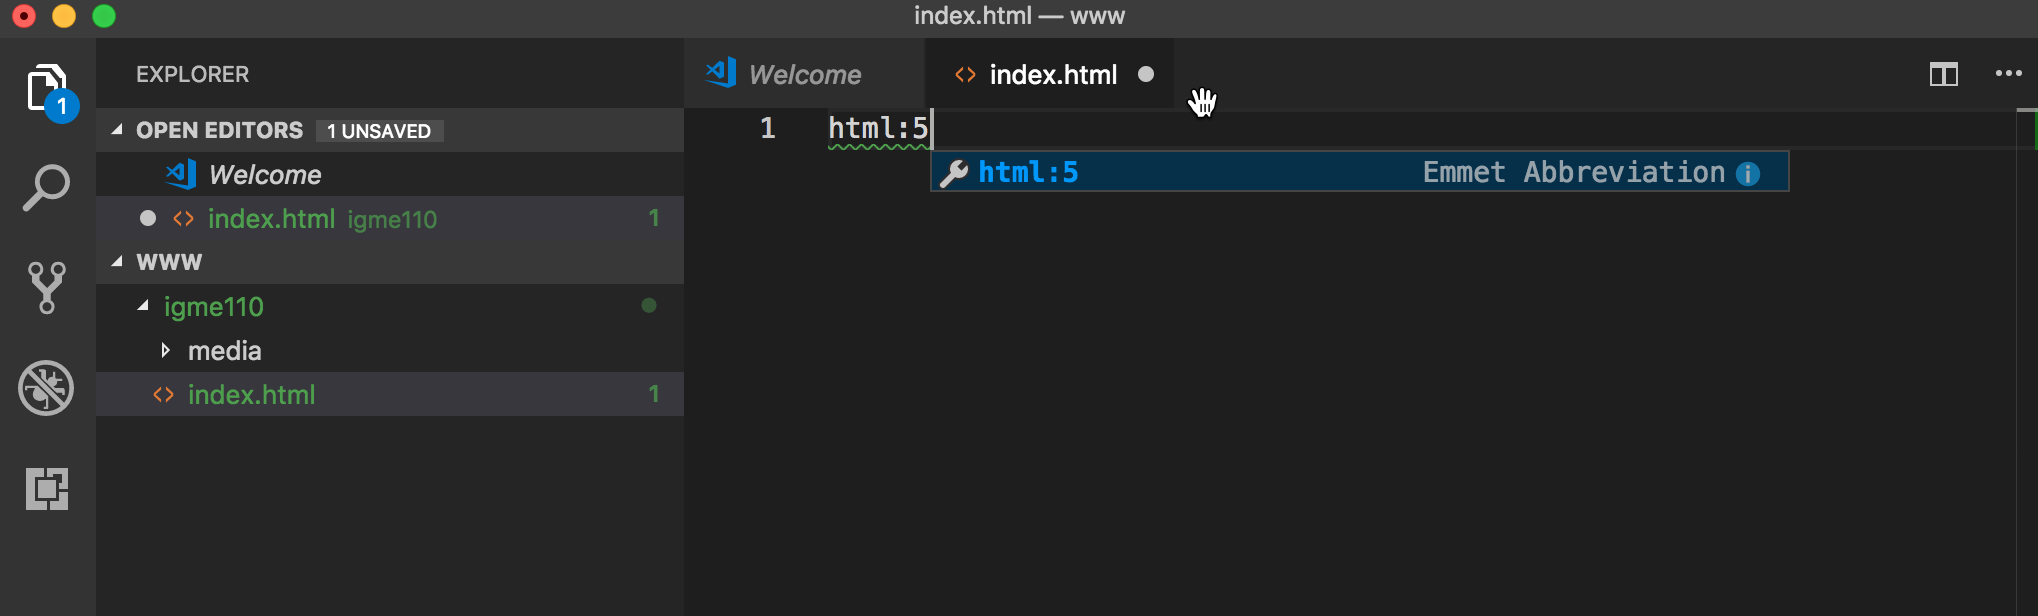 index.html — www
EXPLORER
OPEN EDITORS 1 UNSAVED
Welcome
index.html igme110 1
WWW
igme110
media
index.html 1
1
Welcome
index.html
1 html:5
html:5 Emmet Abbreviation